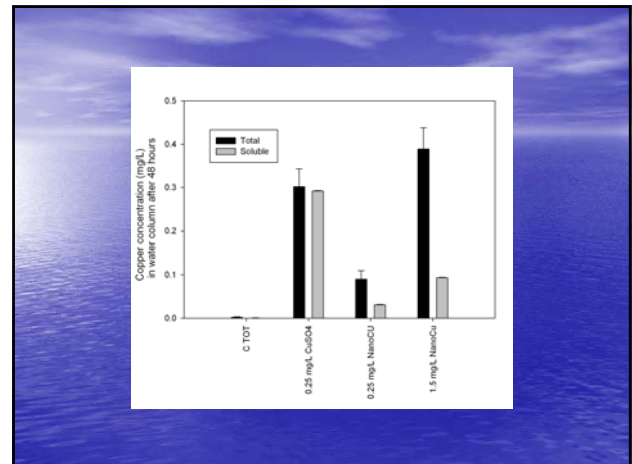 0.5
0.4
0.3
0.2
0.1
0.0
Copper concentration (mg/L)
in water column after 48 hours
Total
Soluble
C TOT
0.25 mg/L CuSO4
0.25 mg/L NanoCU
1.5 mg/L NanoCu